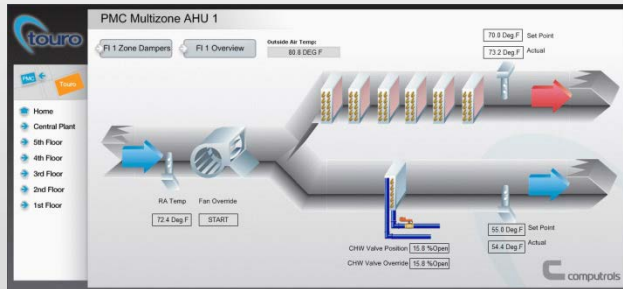 PMC Multizone AHU 1
touro
Fl 1 Zone Dampers
Fl 1 Overview
Outside Air Temp:
80.8 DEG F
70.0 Deg F Set Point
73.2 Deg F Actual
PMC
Touro
Home
Central Plant
5th Floor
4th Floor
3rd Floor
2nd Floor
1st Floor
RA Temp Fan Override
72.4 Deg F START
55.0 Deg F Set Point
54.4 Deg F Actual
CHW Valve Position 15.8 %Open
CHW Valve Override 15.8 %Open
computrols